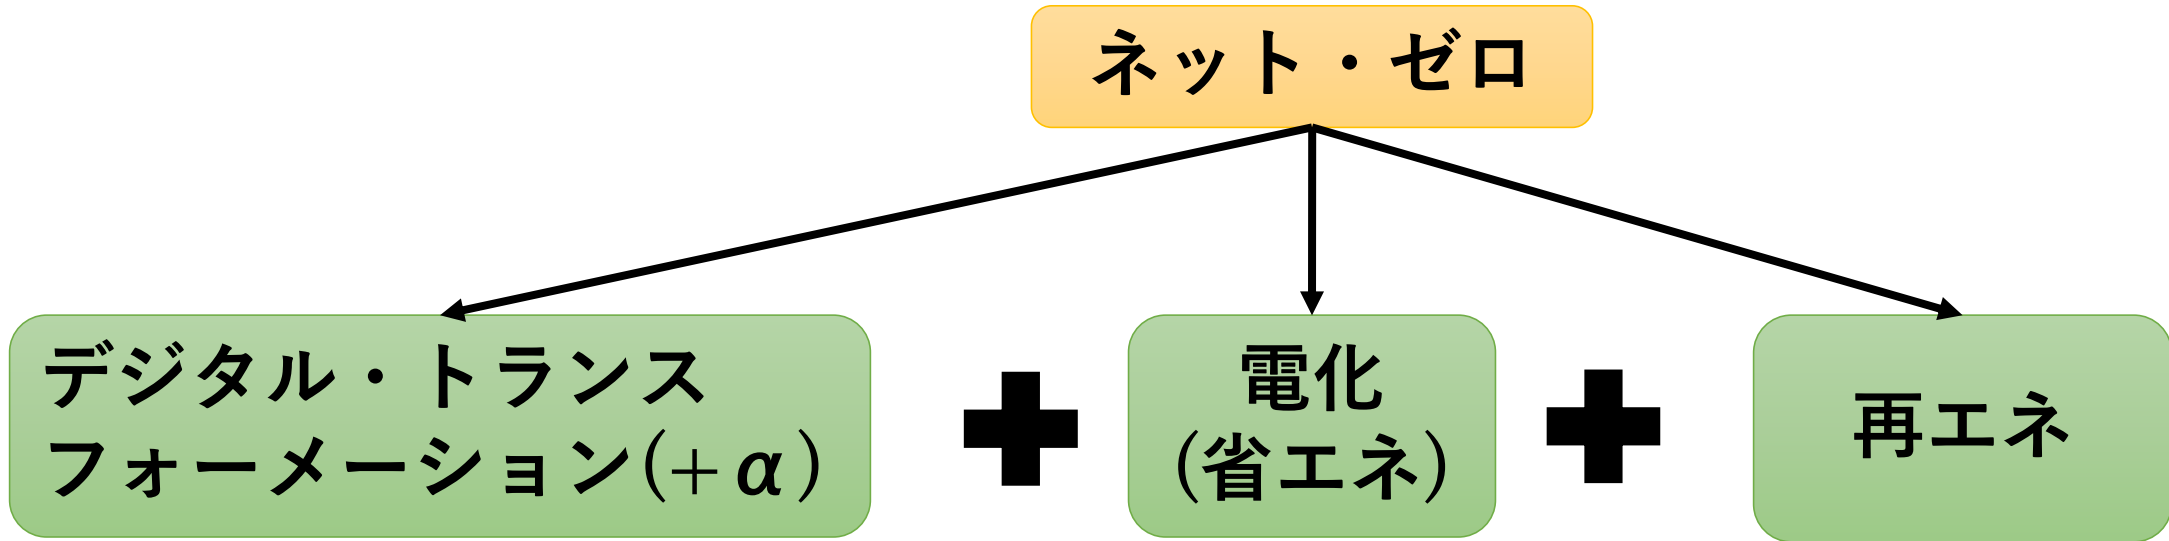 ネット・ゼロ
デジタル・トランス
フォーメーション(+α)
電化
(省エネ)
再エネ